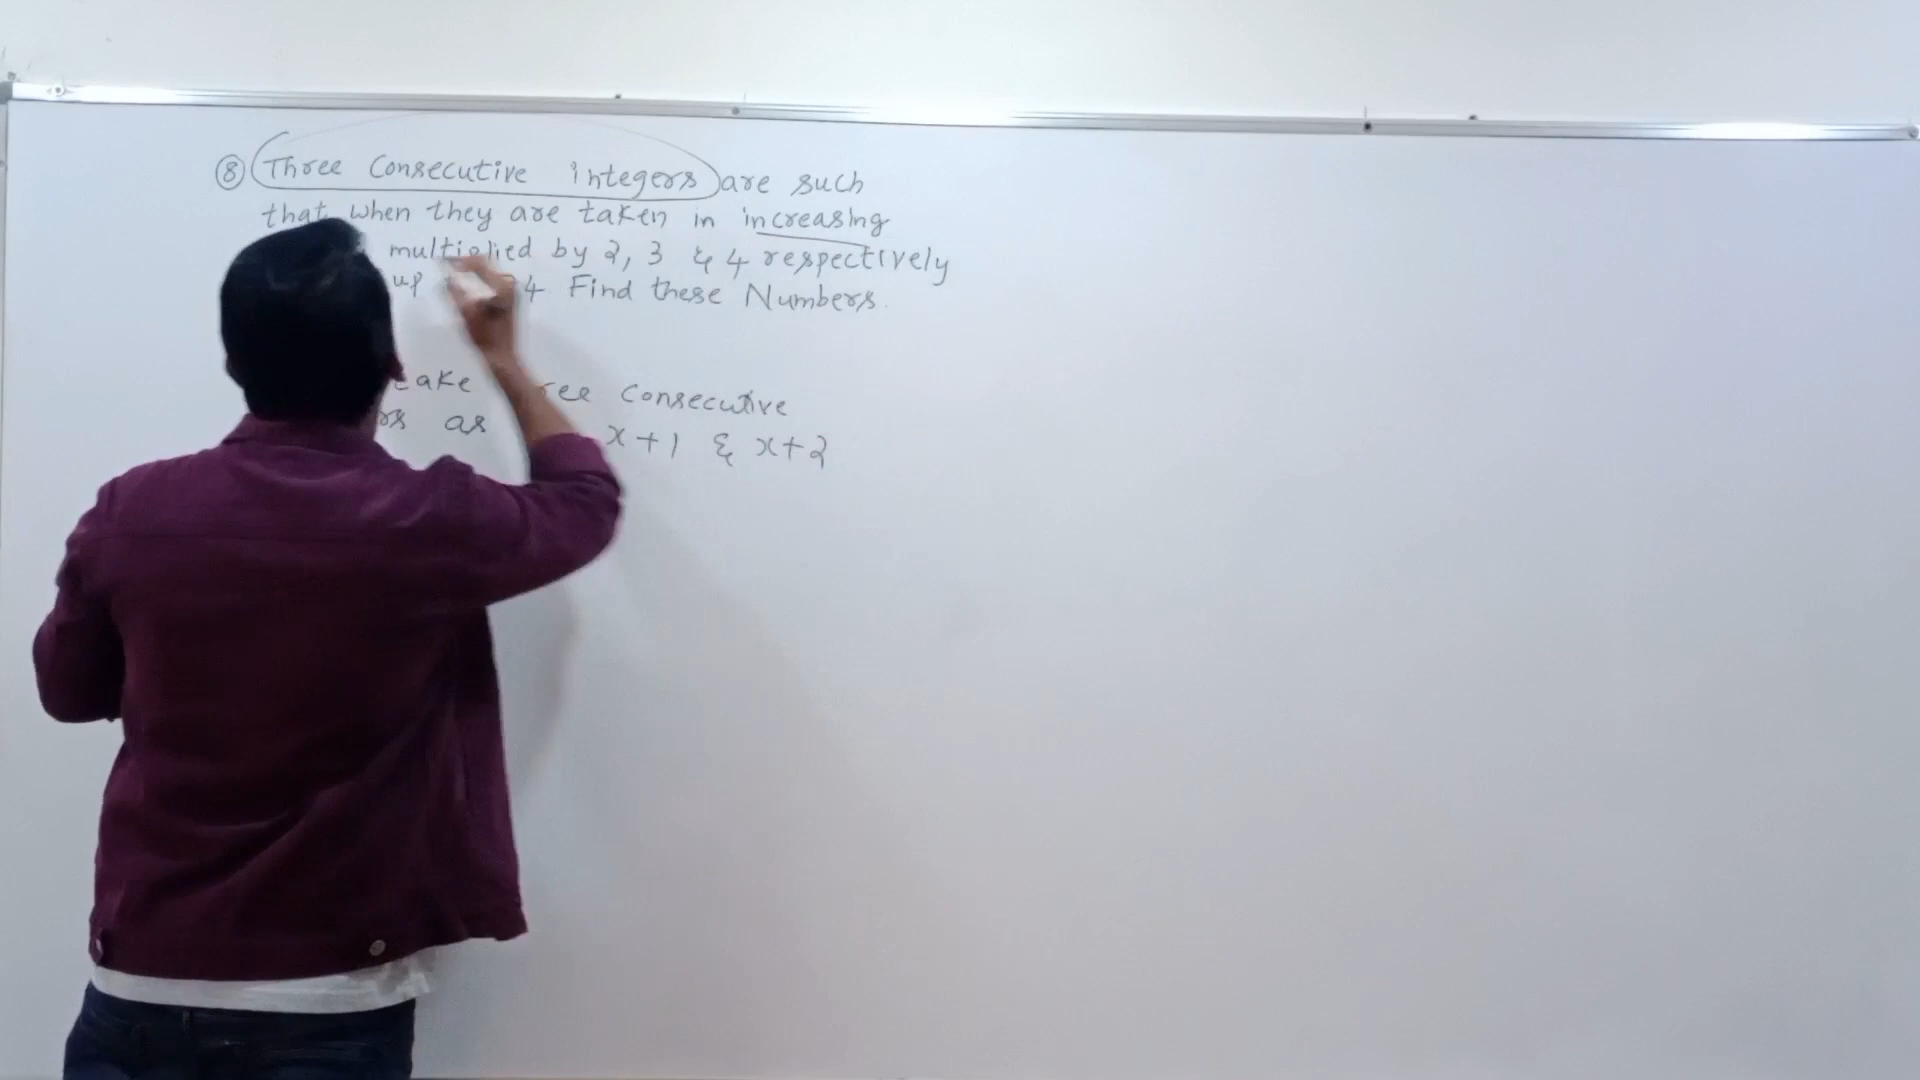 ⑧ Three Consecutive integers are such
that when they are taken in increasing
multiplied by 2, 3 & 4 respectively
up 4 Find these Numbers.
take consecutive
as x+1 & x+2